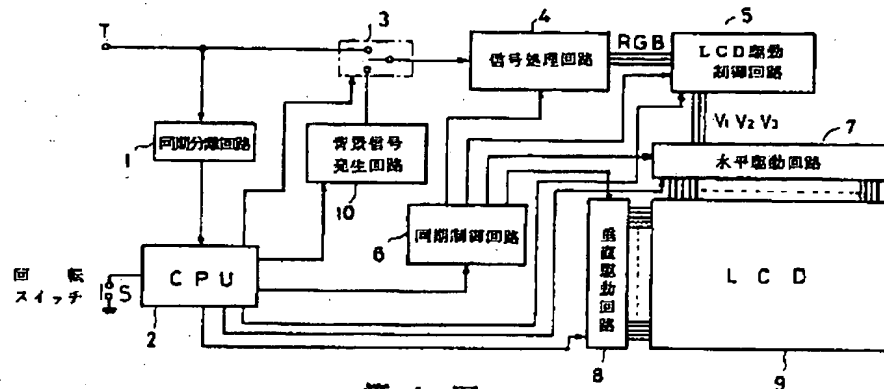 T
3
4
信号処理回路
RGB
5
LCD駆動
制御回路
V1 V2 V3
7
水平駆動回路
1
同期分離回路
背景信号
発生回路
10
6
同期制御回路
垂直駆動回路
8
LCD
9
回転
スイッチ
S
CPU
2